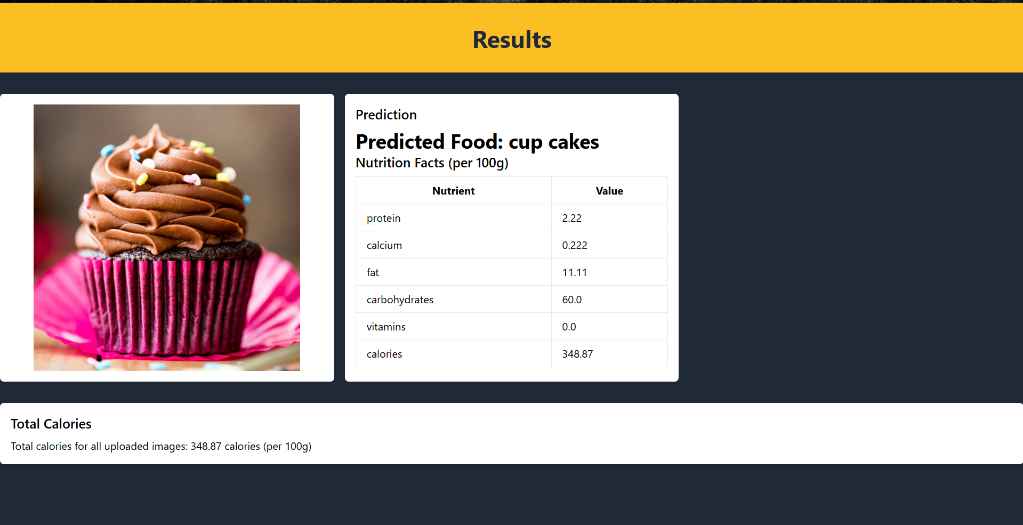 Results
Prediction
Predicted Food: cup cakes
Nutrition Facts (per 100g)
Nutrient Value
protein 2.22
calcium 0.222
fat 11.11
carbohydrates 60.0
vitamins 0.0
calories 348.87
Total Calories
Total calories for all uploaded images: 348.87 calories (per 100g)